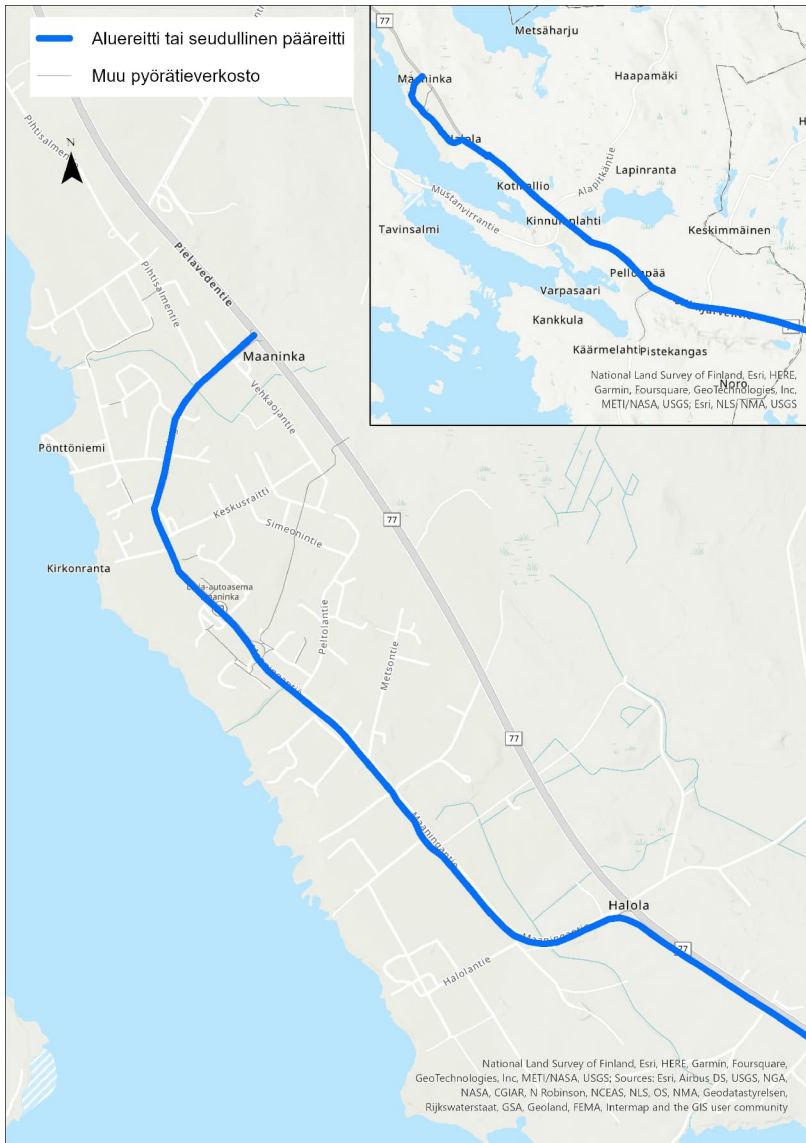 Aluereitti tai seudullinen pääreitti
Muu pyörätieverkosto
77
Metsäharju
Maaninka
Haapamäki
Halola
Lapinranta
Kotikallio
Alapitkäntie
Mustanvirrantie
Kinnulanlahti
Keskimmäinen
Tavinsalmi
Pellonpää
Varpasaari
Kankkula
Käärmelahti
Pistekangas
Noro
National Land Survey of Finland, Esri, HERE,
Garmin, Foursquare, GeoTechnologies, Inc,
METI/NASA, USGS; Esri, NLS, NMA, USGS
N
Pihtisalmentie
Pielavedentie
Pihtisalmentie
Maaninka
Vehkaojantie
Pönttöniemi
Keskusraitti
77
Simeonintie
Kirkonranta
Peltolantie
Metsontie
77
Maaningantie
Halola
Maaningantie
77
Halolantie
National Land Survey of Finland, Esri, HERE, Garmin, Foursquare,
GeoTechnologies, Inc, METI/NASA, USGS; Sources: Esri, Airbus DS, USGS, NGA,
NASA, CGIAR, N Robinson, NCEAS, NLS, OS, NMA, Geodatastyrelsen,
Rijkswaterstaat, GSA, Geoland, FEMA, Intermap and the GIS user community